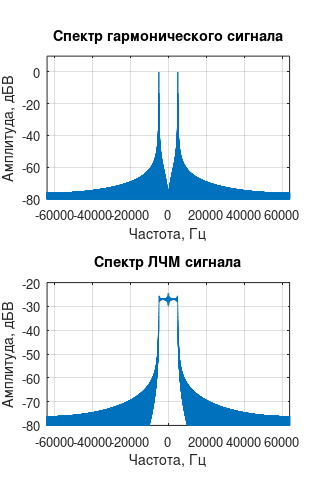 Спектр гармонического сигнала
0
-20
-40
-60
-80
Амплитуда, дБВ
-60000 -40000 -20000 0 20000 40000 60000
Частота, Гц
Спектр ЛЧМ сигнала
-20
-30
-40
-50
-60
-70
-80
Амплитуда, дБВ
-60000 -40000 -20000 0 20000 40000 60000
Частота, Гц